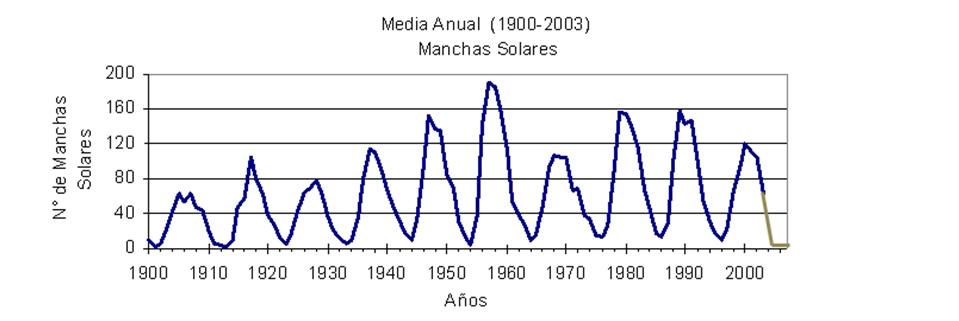 Media Anual (1900-2003)
Manchas Solares
N° de Manchas
Solares
200
160
120
80
40
0
1900 1910 1920 1930 1940 1950 1960 1970 1980 1990 2000
Años